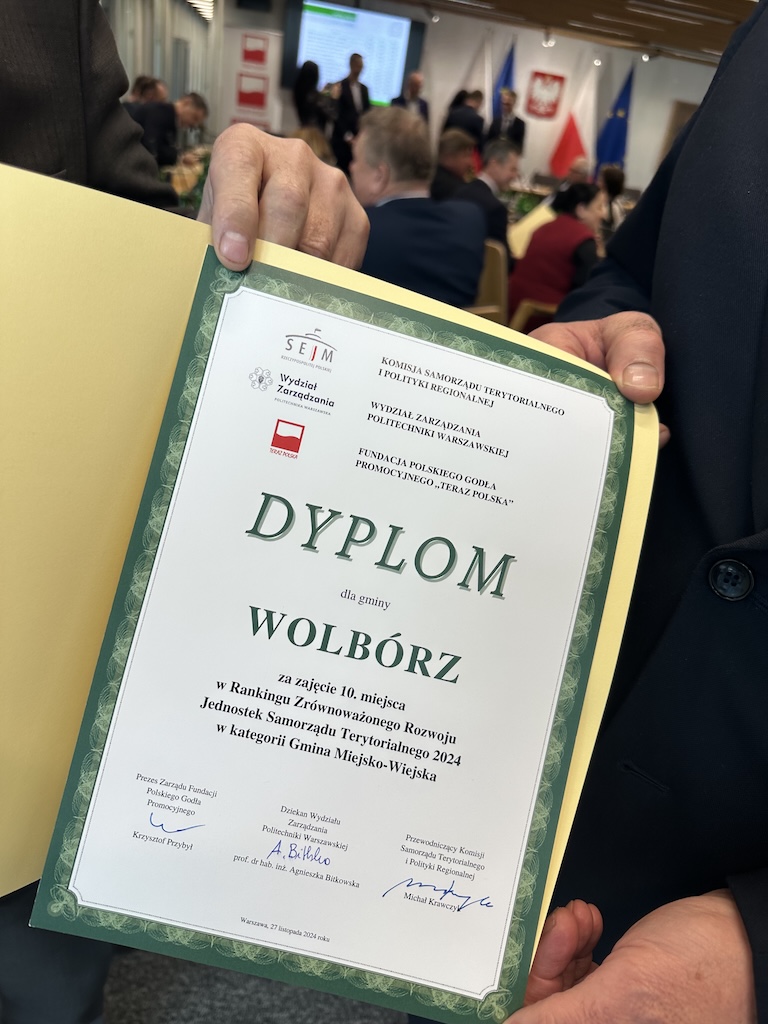 SEJM
RZECZYPOSPOLITEJ POLSKIEJ
KOMISJA SAMORZĄDU TERYTORIALNEGO
I POLITYKI REGIONALNEJ
Wydział
Zarządzania
POLITECHNIKA WARSZAWSKA
WYDZIAŁ ZARZĄDZANIA
POLITECHNIKI WARSZAWSKIEJ
TERAZ POLSKA
FUNDACJA POLSKIEGO GODŁA
PROMOCYJNEGO „TERAZ POLSKA”
DYPLOM
dla gminy
WOLBÓRZ
za zajęcie 10. miejsca
w Rankingu Zrównoważonego Rozwoju
Jednostek Samorządu Terytorialnego 2024
w kategorii Gmina Miejsko-Wiejska
Prezes Zarządu Fundacji
Polskiego Godła
Promocyjnego
Krzysztof Przybył
Dziekan Wydziału
Zarządzania
Politechniki Warszawskiej
A. Bitkowska
prof. dr hab. inż. Agnieszka Bitkowska
Przewodniczący Komisji
Samorządu Terytorialnego
i Polityki Regionalnej
Michał Krawczyk
Warszawa, 27 listopada 2024 roku